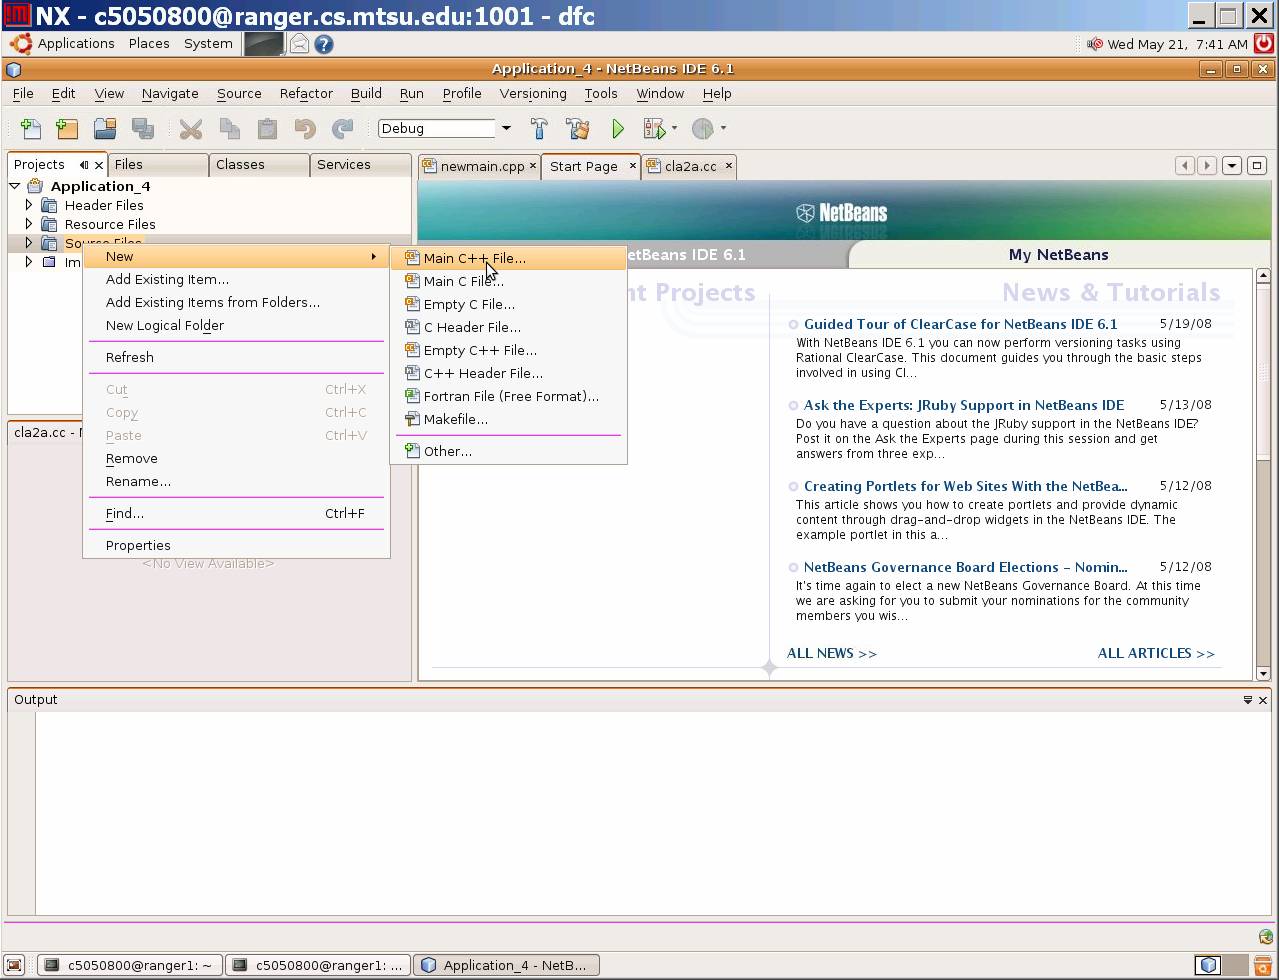 NX - c5050800@ranger.cs.mtsu.edu:1001 - dfc
Applications Places System
Wed May 21, 7:41 AM
Application_4 - NetBeans IDE 6.1
File Edit View Navigate Source Refactor Build Run Profile Versioning Tools Window Help
Debug
Projects Files Classes Services
newmain.cpp Start Page cla2a.cc
Application_4
Header Files
Resource Files
Source Files
Im
New
Add Existing Item...
Add Existing Items from Folders...
New Logical Folder
Refresh
Cut Ctrl+X
Copy Ctrl+C
Paste Ctrl+V
Remove
Rename...
Find... Ctrl+F
Properties
Main C++ File...
Main C File...
Empty C File...
C Header File...
Empty C++ File...
C++ Header File...
Fortran File (Free Format)...
Makefile...
Other...
cla2a.cc - N
<No View Available>
NetBeans
etBeans IDE 6.1
My NetBeans
nt Projects
News & Tutorials
Guided Tour of ClearCase for NetBeans IDE 6.1 5/19/08
With NetBeans IDE 6.1 you can now perform versioning tasks using
Rational ClearCase. This document guides you through the basic steps
involved in using Cl...
Ask the Experts: JRuby Support in NetBeans IDE 5/13/08
Do you have a question about the JRuby support in the NetBeans IDE?
Post it on the Ask the Experts page during this session and get
answers from three exp...
Creating Portlets for Web Sites With the NetBea... 5/12/08
This article shows you how to create portlets and provide dynamic
content through drag-and-drop widgets in the NetBeans IDE. The
example portlet in this a...
NetBeans Governance Board Elections – Nomin... 5/12/08
It's time again to elect a new NetBeans Governance Board. At this time
we are asking for you to submit your nominations for the community
members you wis...
ALL NEWS >>
ALL ARTICLES >>
Output
c5050800@ranger1: ~
c5050800@ranger1: ...
Application_4 - NetB...